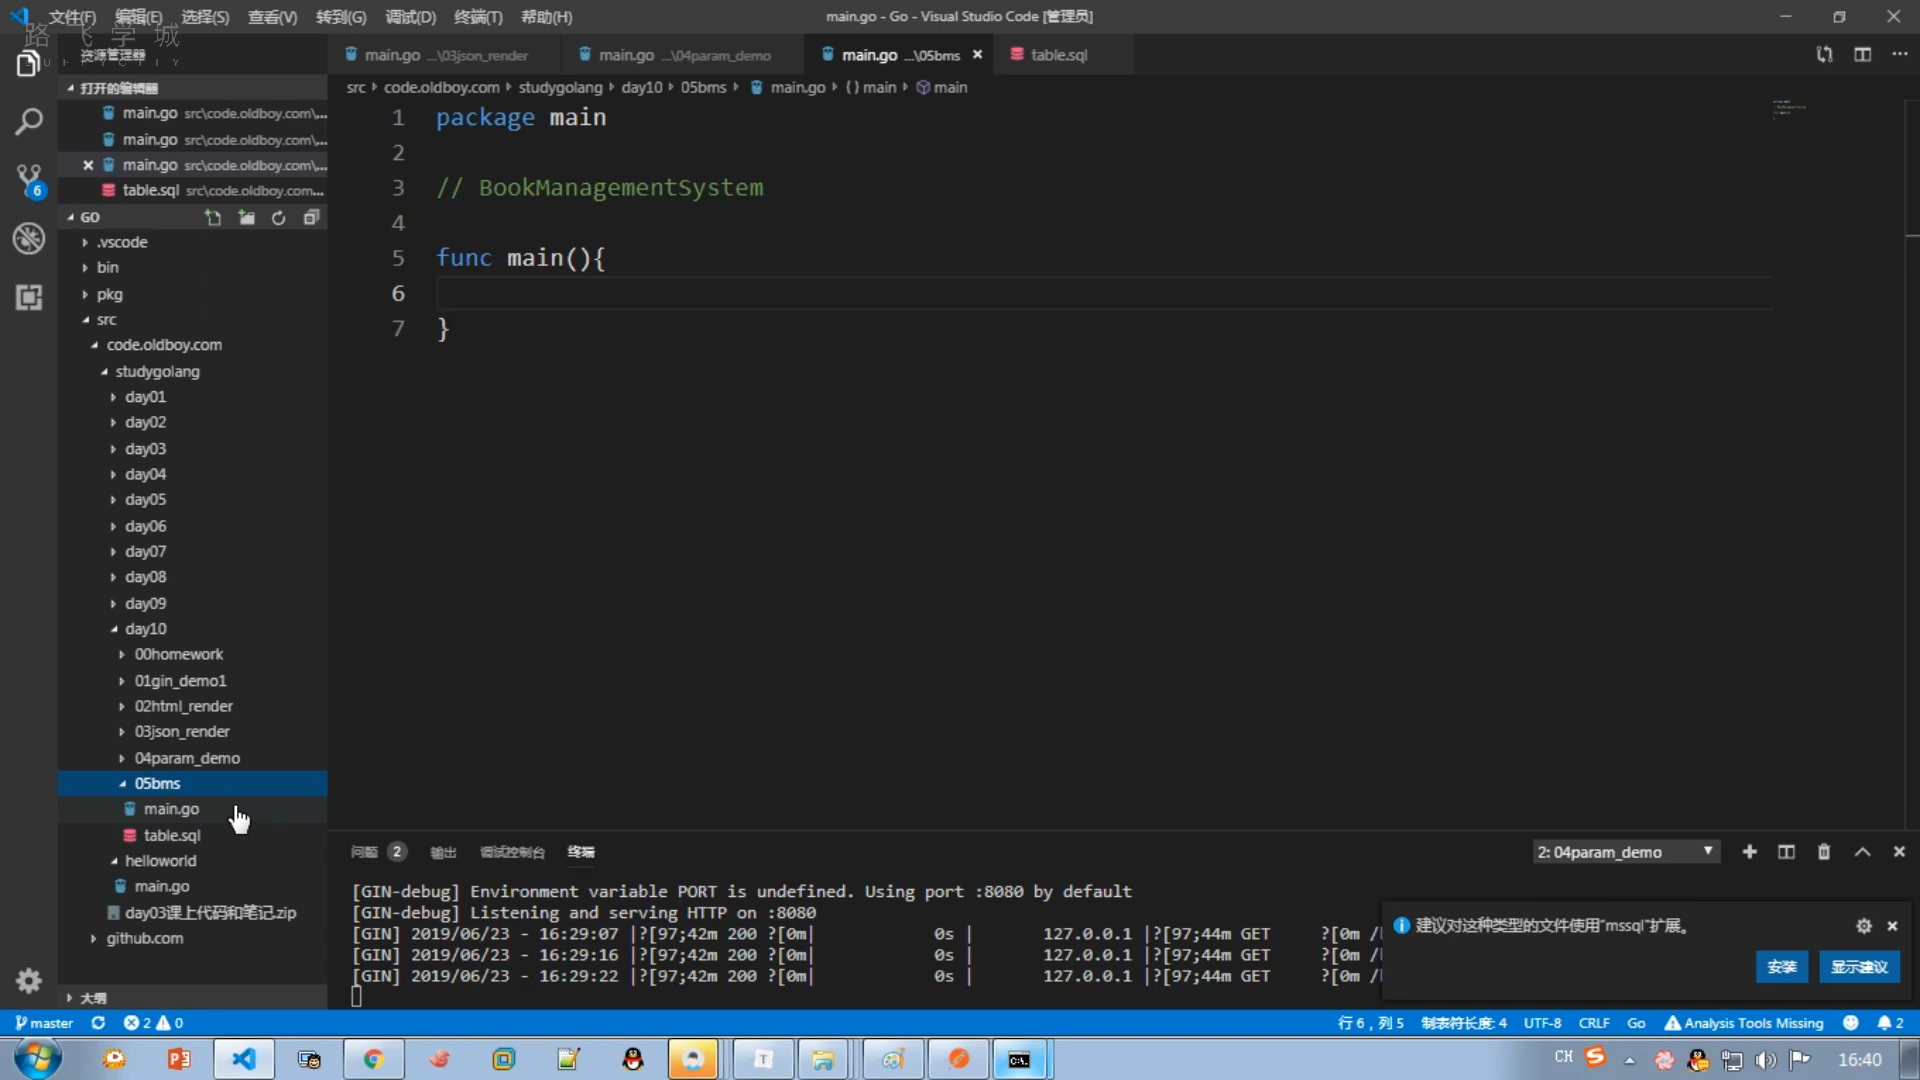 文件(F) 编辑(E) 选择(S) 查看(V) 转到(G) 调试(D) 终端(T) 帮助(H)
main.go - Go - Visual Studio Code [管理员]
路飞学城
资源管理器
打开的编辑器
main.go src\code.oldboy.com\...
main.go src\code.oldboy.com\...
main.go src\code.oldboy.com\...
table.sql src\code.oldboy.com...
GO
.vscode
bin
pkg
src
code.oldboy.com
studygolang
day01
day02
day03
day04
day05
day06
day07
day08
day09
day10
00homework
01gin_demo1
02html_render
03json_render
04param_demo
05bms
main.go
table.sql
helloworld
main.go
day03课上代码和笔记.zip
github.com
大纲
6
main.go ...\03json_render
main.go ...\04param_demo
main.go ...\05bms
table.sql
src code.oldboy.com studygolang day10 05bms main.go {} main main
1 package main
2
3 // BookManagementSystem
4
5 func main(){
6
7 }
问题 2 输出 调试控制台 终端
2: 04param_demo
[GIN-debug] Environment variable PORT is undefined. Using port :8080 by default
[GIN-debug] Listening and serving HTTP on :8080
[GIN] 2019/06/23 - 16:29:07 |?[97;42m 200 ?[0m| 0s | 127.0.0.1 |?[97;44m GET ?[0m /
[GIN] 2019/06/23 - 16:29:16 |?[97;42m 200 ?[0m| 0s | 127.0.0.1 |?[97;44m GET ?[0m /
[GIN] 2019/06/23 - 16:29:22 |?[97;42m 200 ?[0m| 0s | 127.0.0.1 |?[97;44m GET ?[0m /
建议对这种类型的文件使用"mssql"扩展。
安装 显示建议
master 2 0
行 6，列 5 制表符长度: 4 UTF-8 CRLF Go Analysis Tools Missing 2
CH 16:40